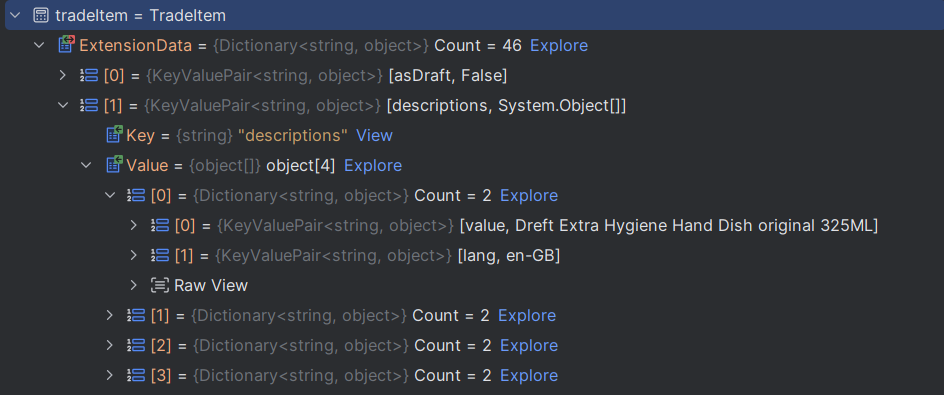 tradeItem = TradeItem
ExtensionData = {Dictionary<string, object>} Count = 46 Explore
[0] = {KeyValuePair<string, object>} [asDraft, False]
[1] = {KeyValuePair<string, object>} [descriptions, System.Object[]]
Key = {string} "descriptions" View
Value = {object[]} object[4] Explore
[0] = {Dictionary<string, object>} Count = 2 Explore
[0] = {KeyValuePair<string, object>} [value, Dreft Extra Hygiene Hand Dish original 325ML]
[1] = {KeyValuePair<string, object>} [lang, en-GB]
Raw View
[1] = {Dictionary<string, object>} Count = 2 Explore
[2] = {Dictionary<string, object>} Count = 2 Explore
[3] = {Dictionary<string, object>} Count = 2 Explore